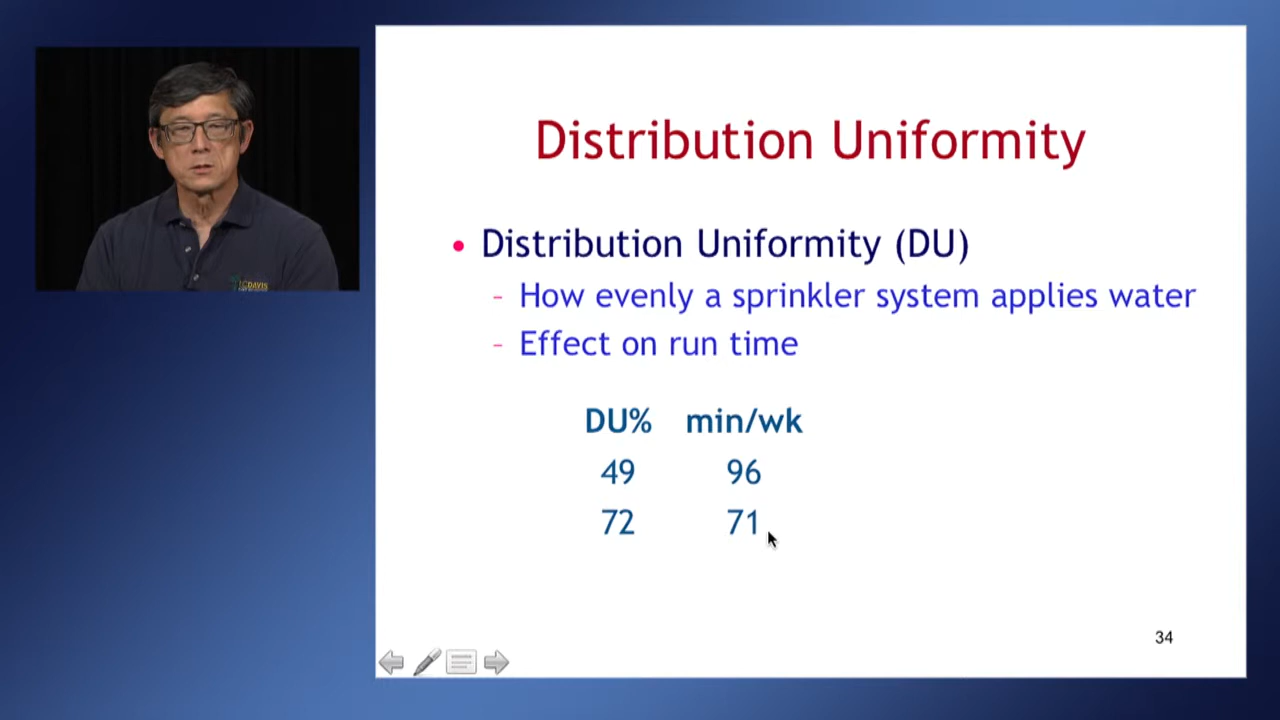 Distribution Uniformity
• Distribution Uniformity (DU)
- How evenly a sprinkler system applies water
- Effect on run time
DU% min/wk
49 96
72 71
34
UCDAVIS